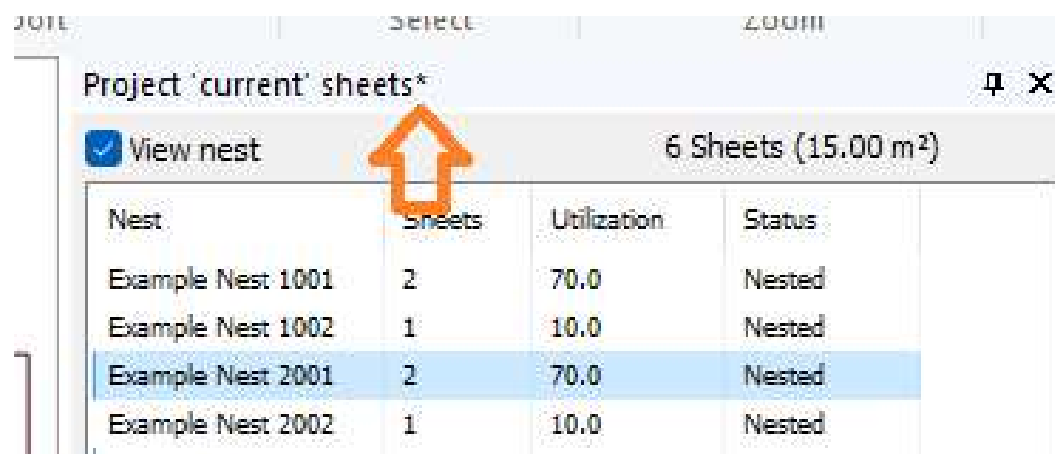 Select Zoom
Project 'current' sheets*
View nest 6 Sheets (15.00 m²)
Nest Sheets Utilization Status
Example Nest 1001 2 70.0 Nested
Example Nest 1002 1 10.0 Nested
Example Nest 2001 2 70.0 Nested
Example Nest 2002 1 10.0 Nested